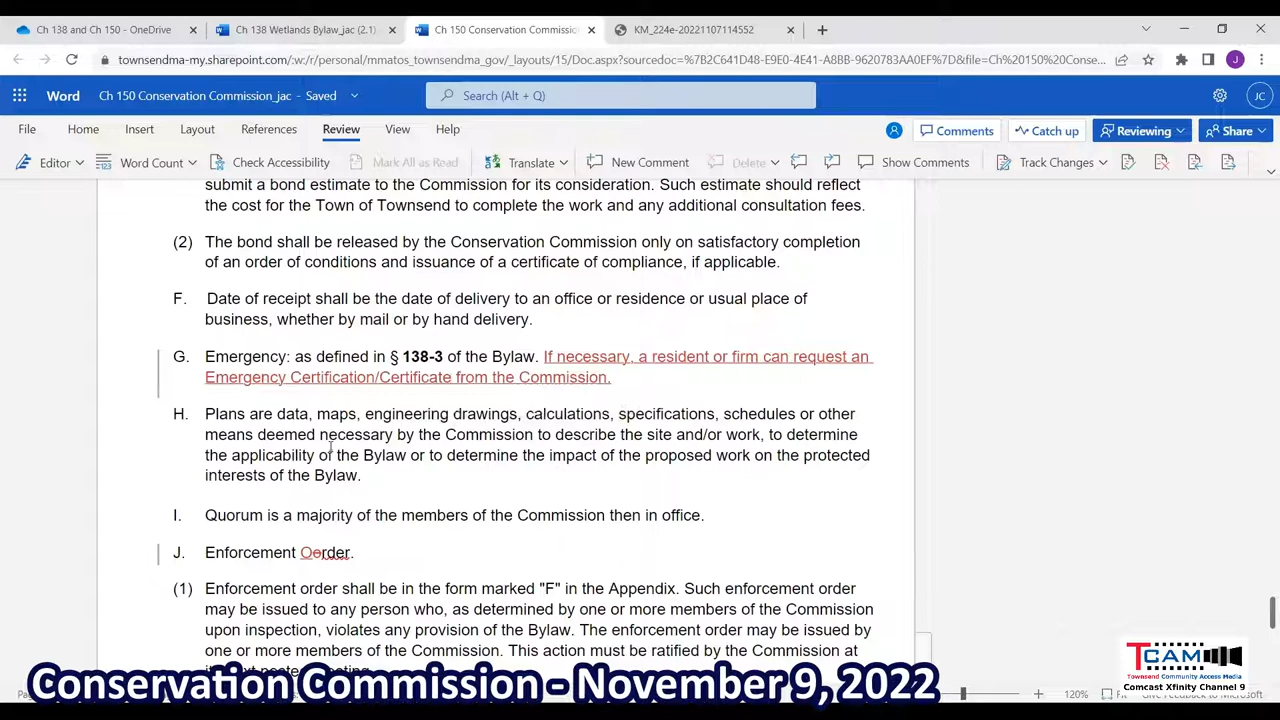 Ch 138 and Ch 150 - OneDrive
Ch 138 Wetlands Bylaw_jac (2.1)
Ch 150 Conservation Commissio
KM_224e-20221107114552
townsendma-my.sharepoint.com/:w:/r/personal/mmatos_townsendma_gov/_layouts/15/Doc.aspx?sourcedoc=%7B2C641D48-E9E0-4E41-A8BB-9620783AA0EF%7D&file=Ch%20150%20Conse...
J
Word
Ch 150 Conservation Commission_jac - Saved
Search (Alt + Q)
JC
File Home Insert Layout References Review View Help
Comments Catch up Reviewing Share
Editor Word Count Check Accessibility Mark All as Read Translate New Comment Delete Show Comments Track Changes
submit a bond estimate to the Commission for its consideration. Such estimate should reflect
the cost for the Town of Townsend to complete the work and any additional consultation fees.
(2) The bond shall be released by the Conservation Commission only on satisfactory completion
of an order of conditions and issuance of a certificate of compliance, if applicable.
F. Date of receipt shall be the date of delivery to an office or residence or usual place of
business, whether by mail or by hand delivery.
G. Emergency: as defined in § 138-3 of the Bylaw. If necessary, a resident or firm can request an
Emergency Certification/Certificate from the Commission.
H. Plans are data, maps, engineering drawings, calculations, specifications, schedules or other
means deemed necessary by the Commission to describe the site and/or work, to determine
the applicability of the Bylaw or to determine the impact of the proposed work on the protected
interests of the Bylaw.
I. Quorum is a majority of the members of the Commission then in office.
J. Enforcement Oorder.
(1) Enforcement order shall be in the form marked "F" in the Appendix. Such enforcement order
may be issued to any person who, as determined by one or more members of the Commission
upon inspection, violates any provision of the Bylaw. The enforcement order may be issued by
one or more members of the Commission. This action must be ratified by the Commission at
Conservation Commission - November 9, 2022
TCAM
Townsend Community Access Media
Comcast Xfinity Channel 9
120% Fit